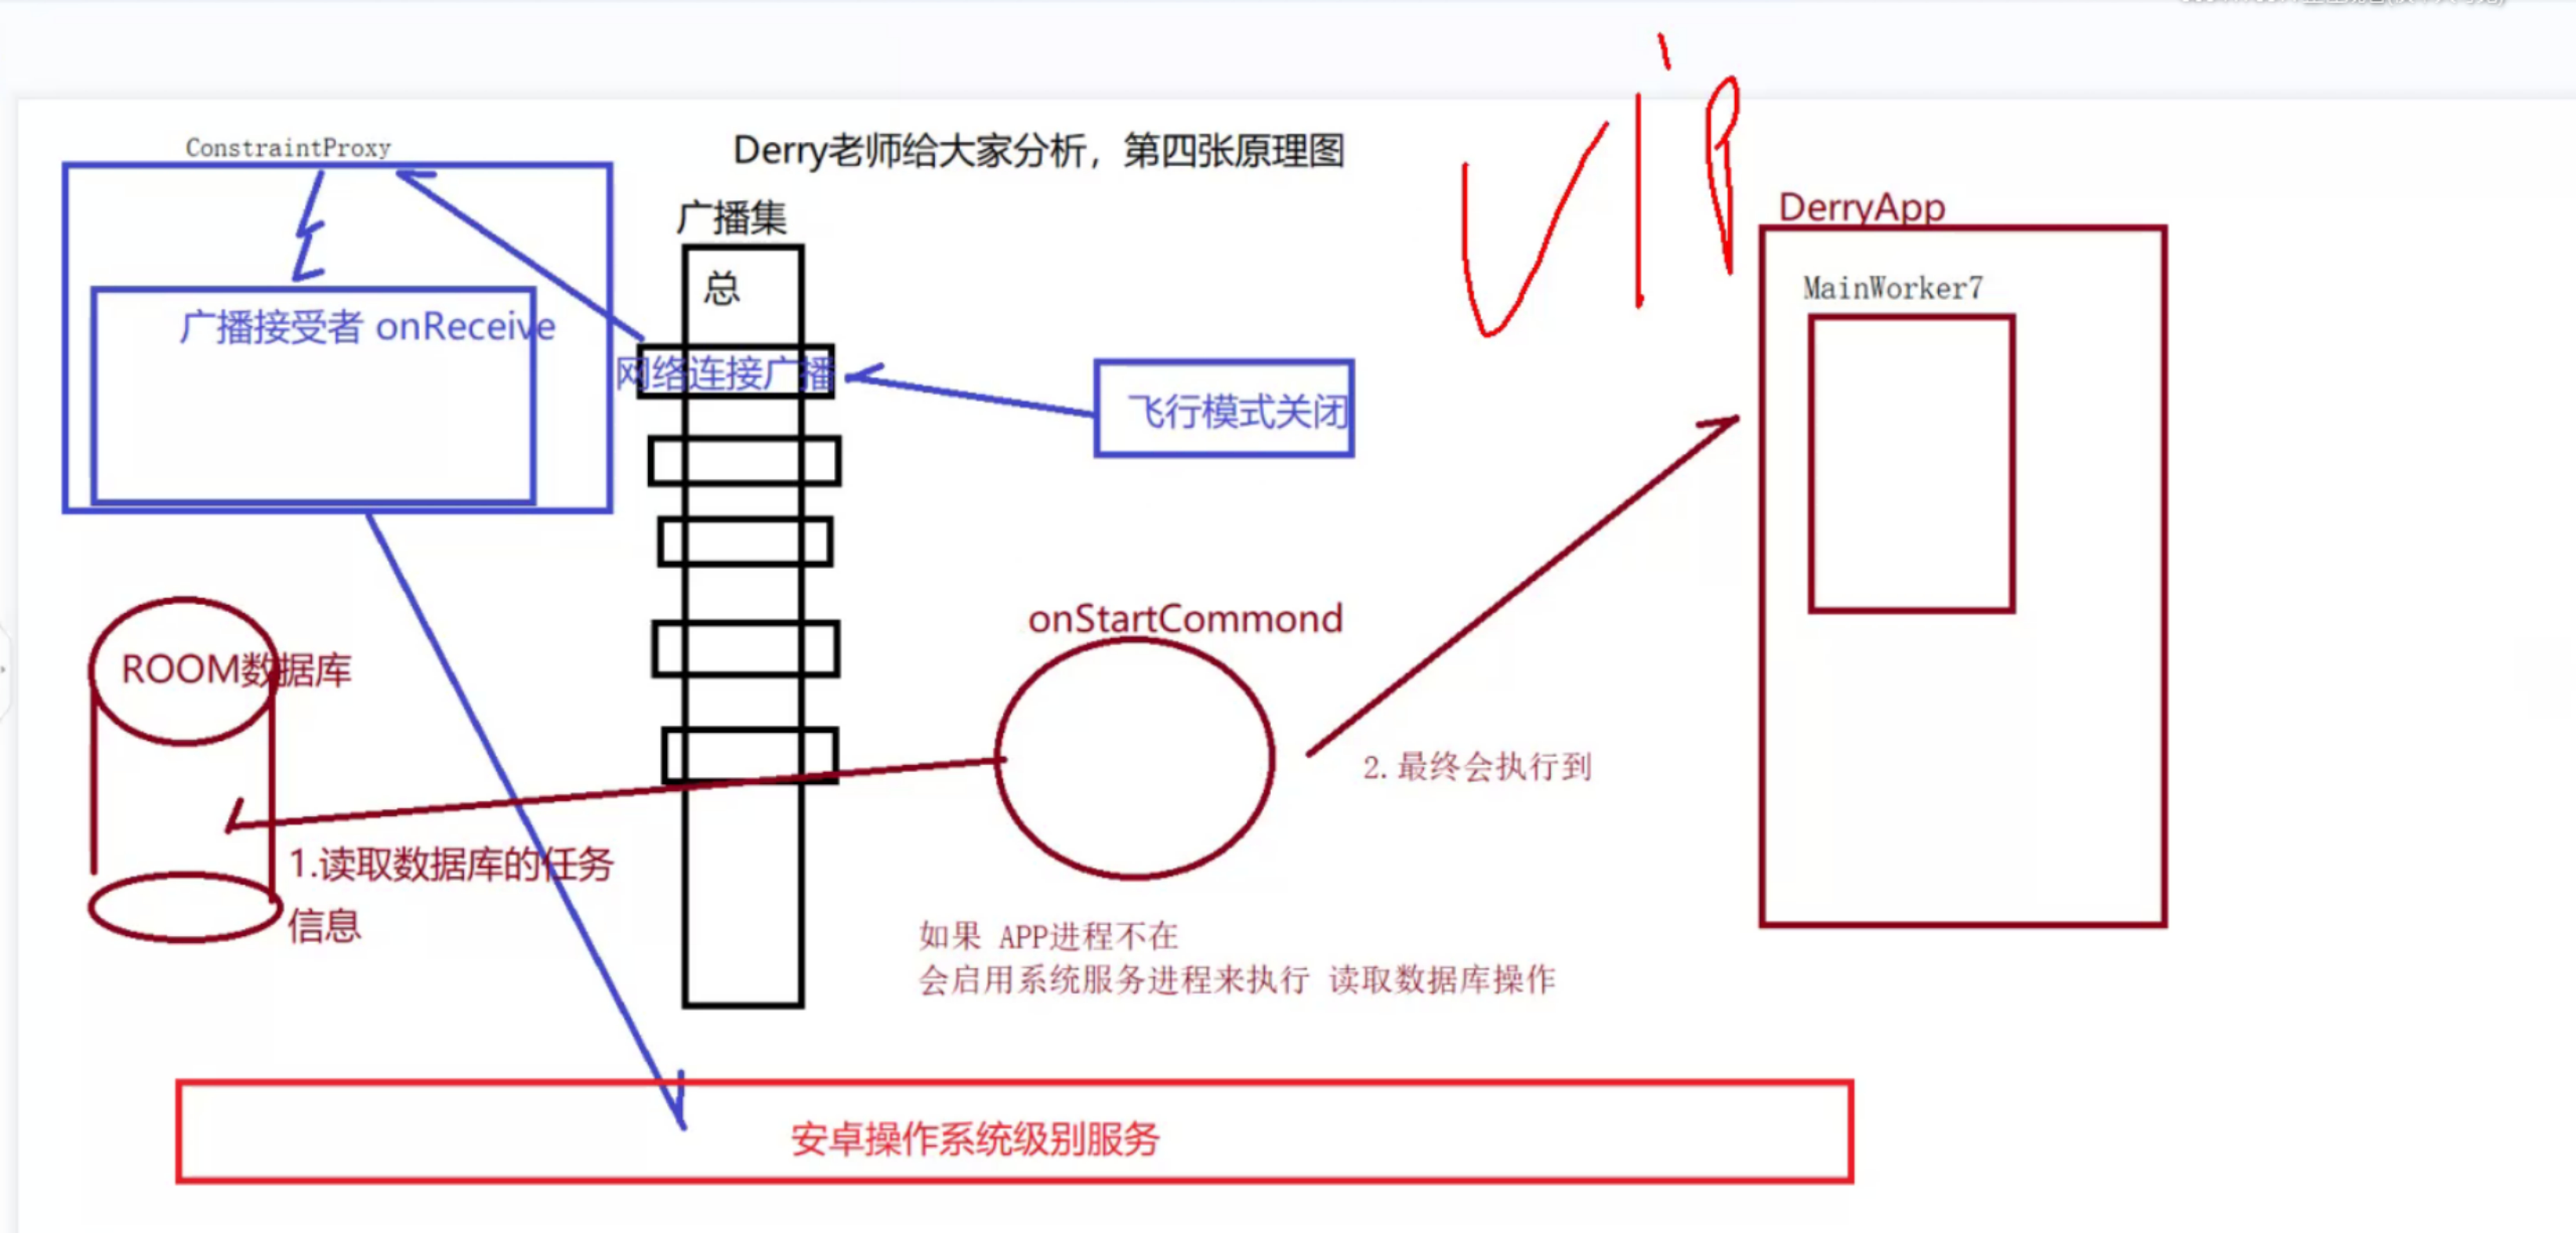 ConstraintProxy
Derry老师给大家分析，第四张原理图
ViP
广播集
总
DerryApp
MainWorker7
广播接受者 onReceive
网络连接广播
飞行模式关闭
onStartCommond
ROOM数据库
2.最终会执行到
1.读取数据库的任务
信息
如果 APP进程不在
会启用系统服务进程来执行 读取数据库操作
安卓操作系统级别服务